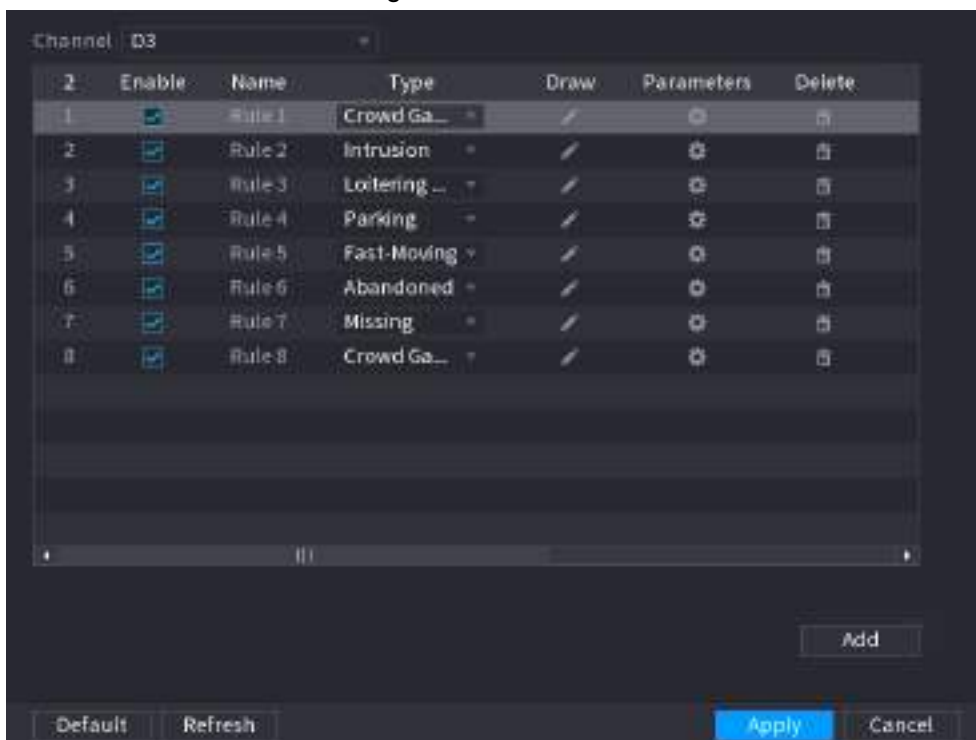 Channel D3
2 Enable Name Type Draw Parameters Delete
1 Rule 1 Crowd Ga...
2 Rule 2 Intrusion
3 Rule 3 Loitering ...
4 Rule 4 Parking
5 Rule 5 Fast-Moving
6 Rule 6 Abandoned
7 Rule 7 Missing
8 Rule 8 Crowd Ga...
Add
Default Refresh Apply Cancel